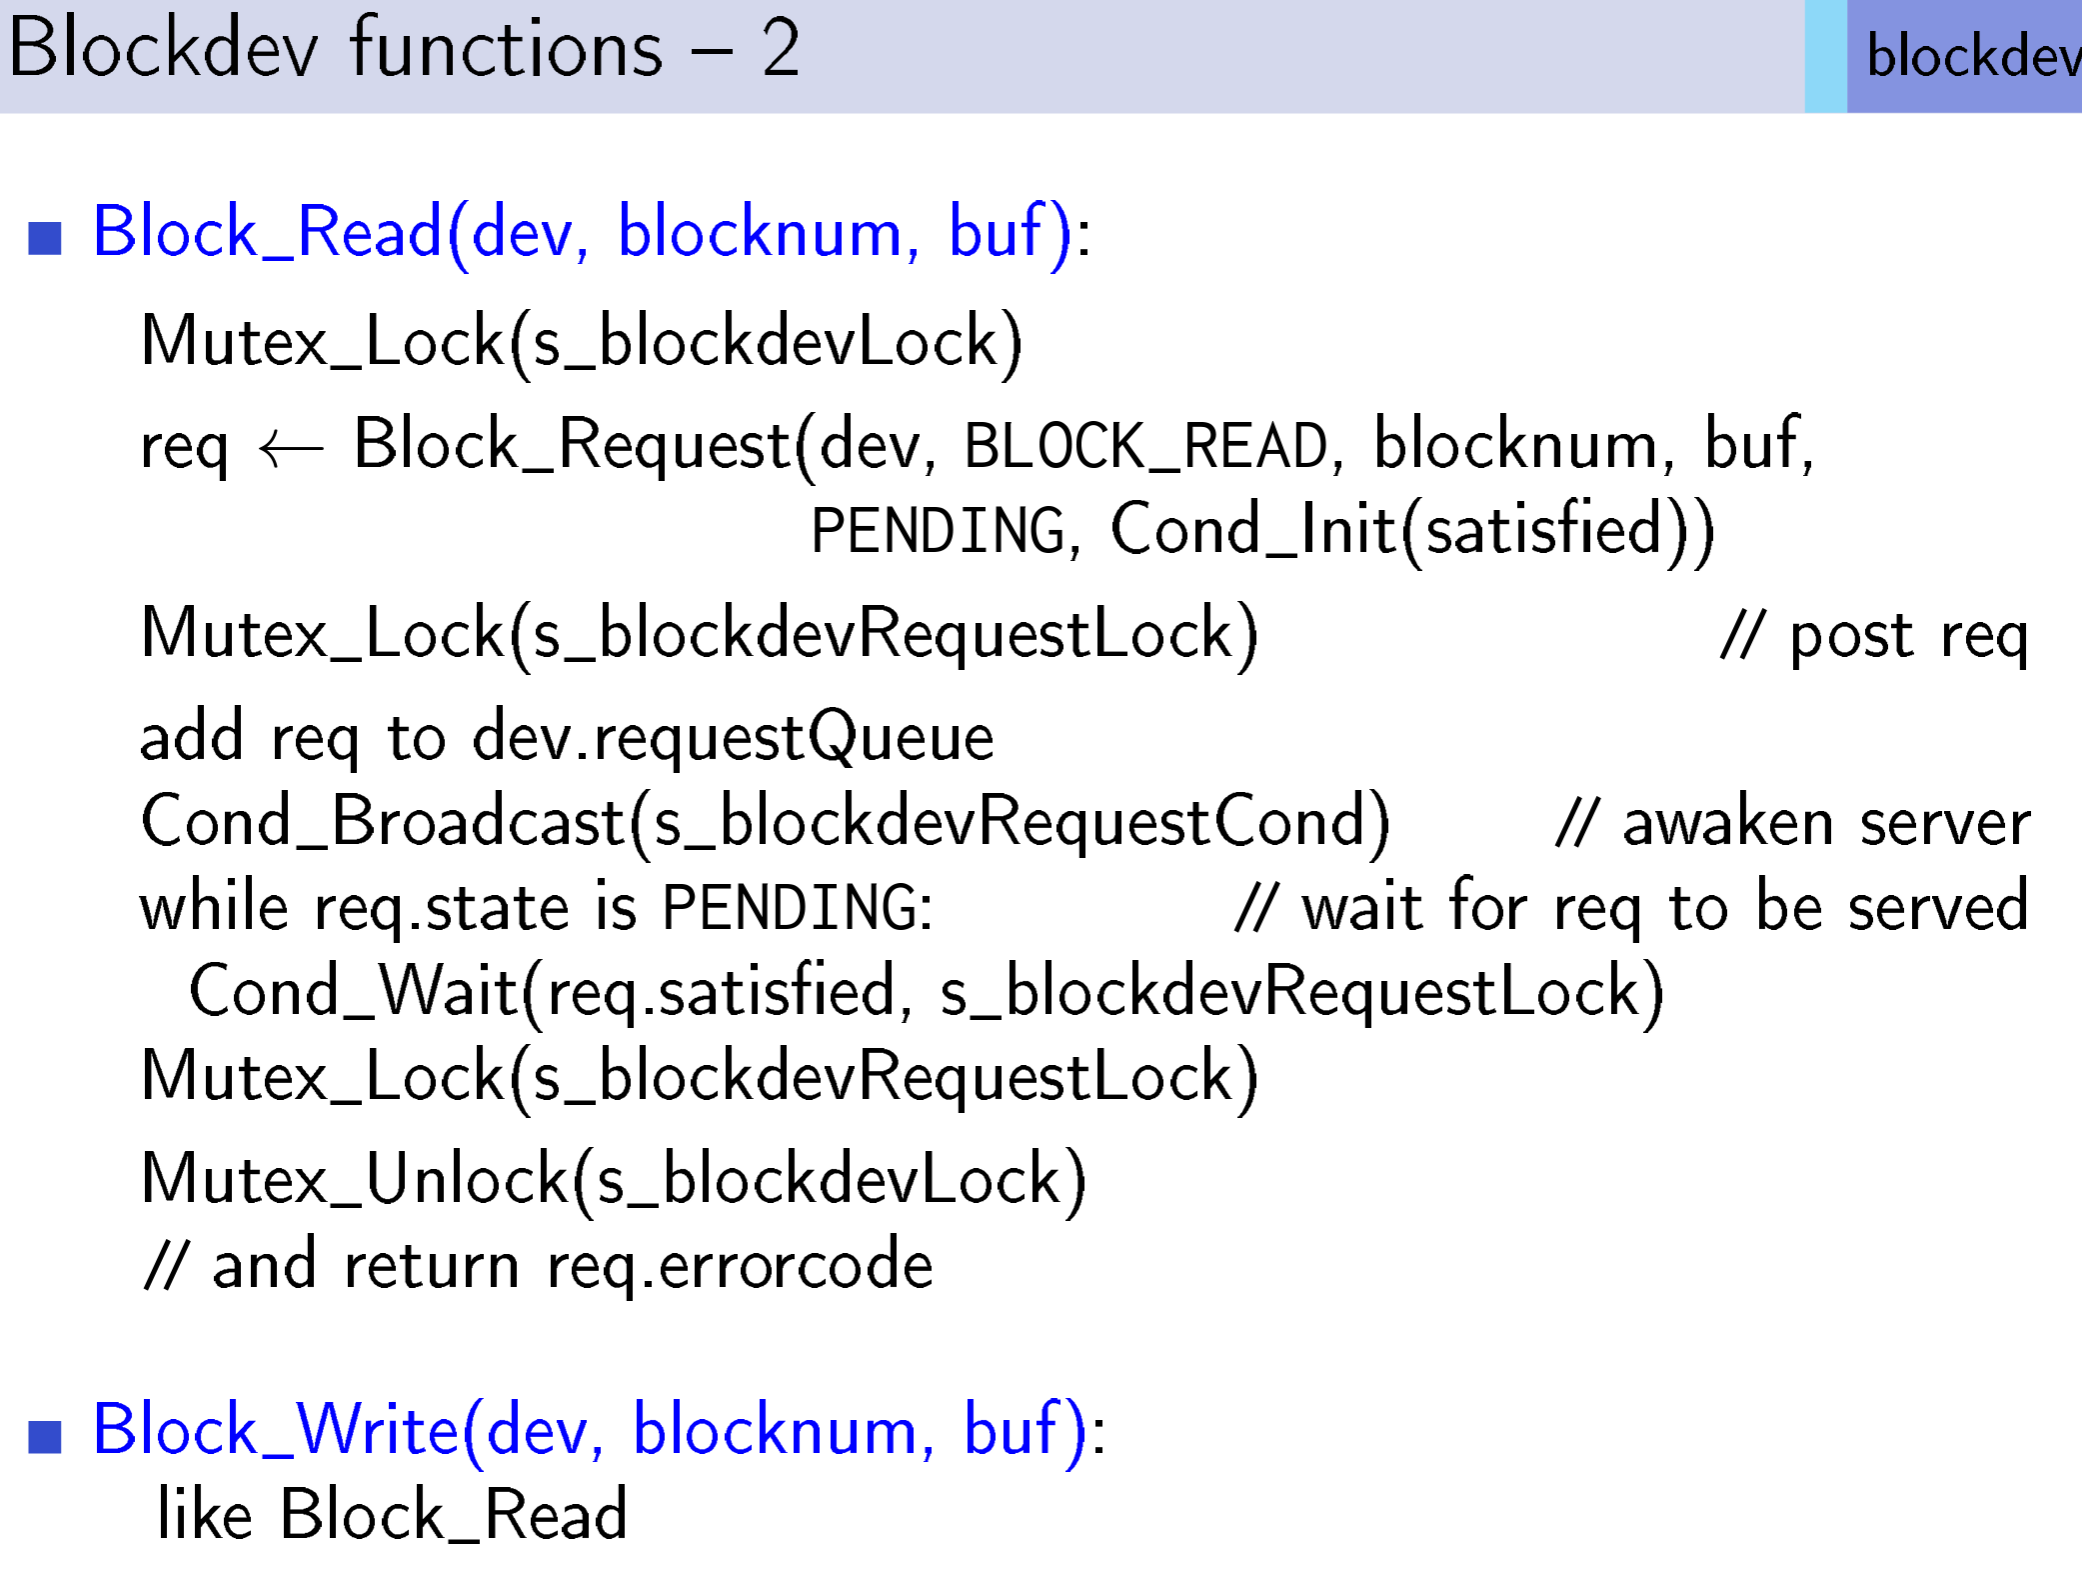 Blockdev functions – 2
blockdev
Block_Read(dev, blocknum, buf):
Mutex_Lock(s_blockdevLock)
req ← Block_Request(dev, BLOCK_READ, blocknum, buf,
PENDING, Cond_Init(satisfied))
Mutex_Lock(s_blockdevRequestLock) // post req
add req to dev.requestQueue
Cond_Broadcast(s_blockdevRequestCond) // awaken server
while req.state is PENDING: // wait for req to be served
Cond_Wait(req.satisfied, s_blockdevRequestLock)
Mutex_Lock(s_blockdevRequestLock)
Mutex_Unlock(s_blockdevLock)
// and return req.errorcode
Block_Write(dev, blocknum, buf):
like Block_Read